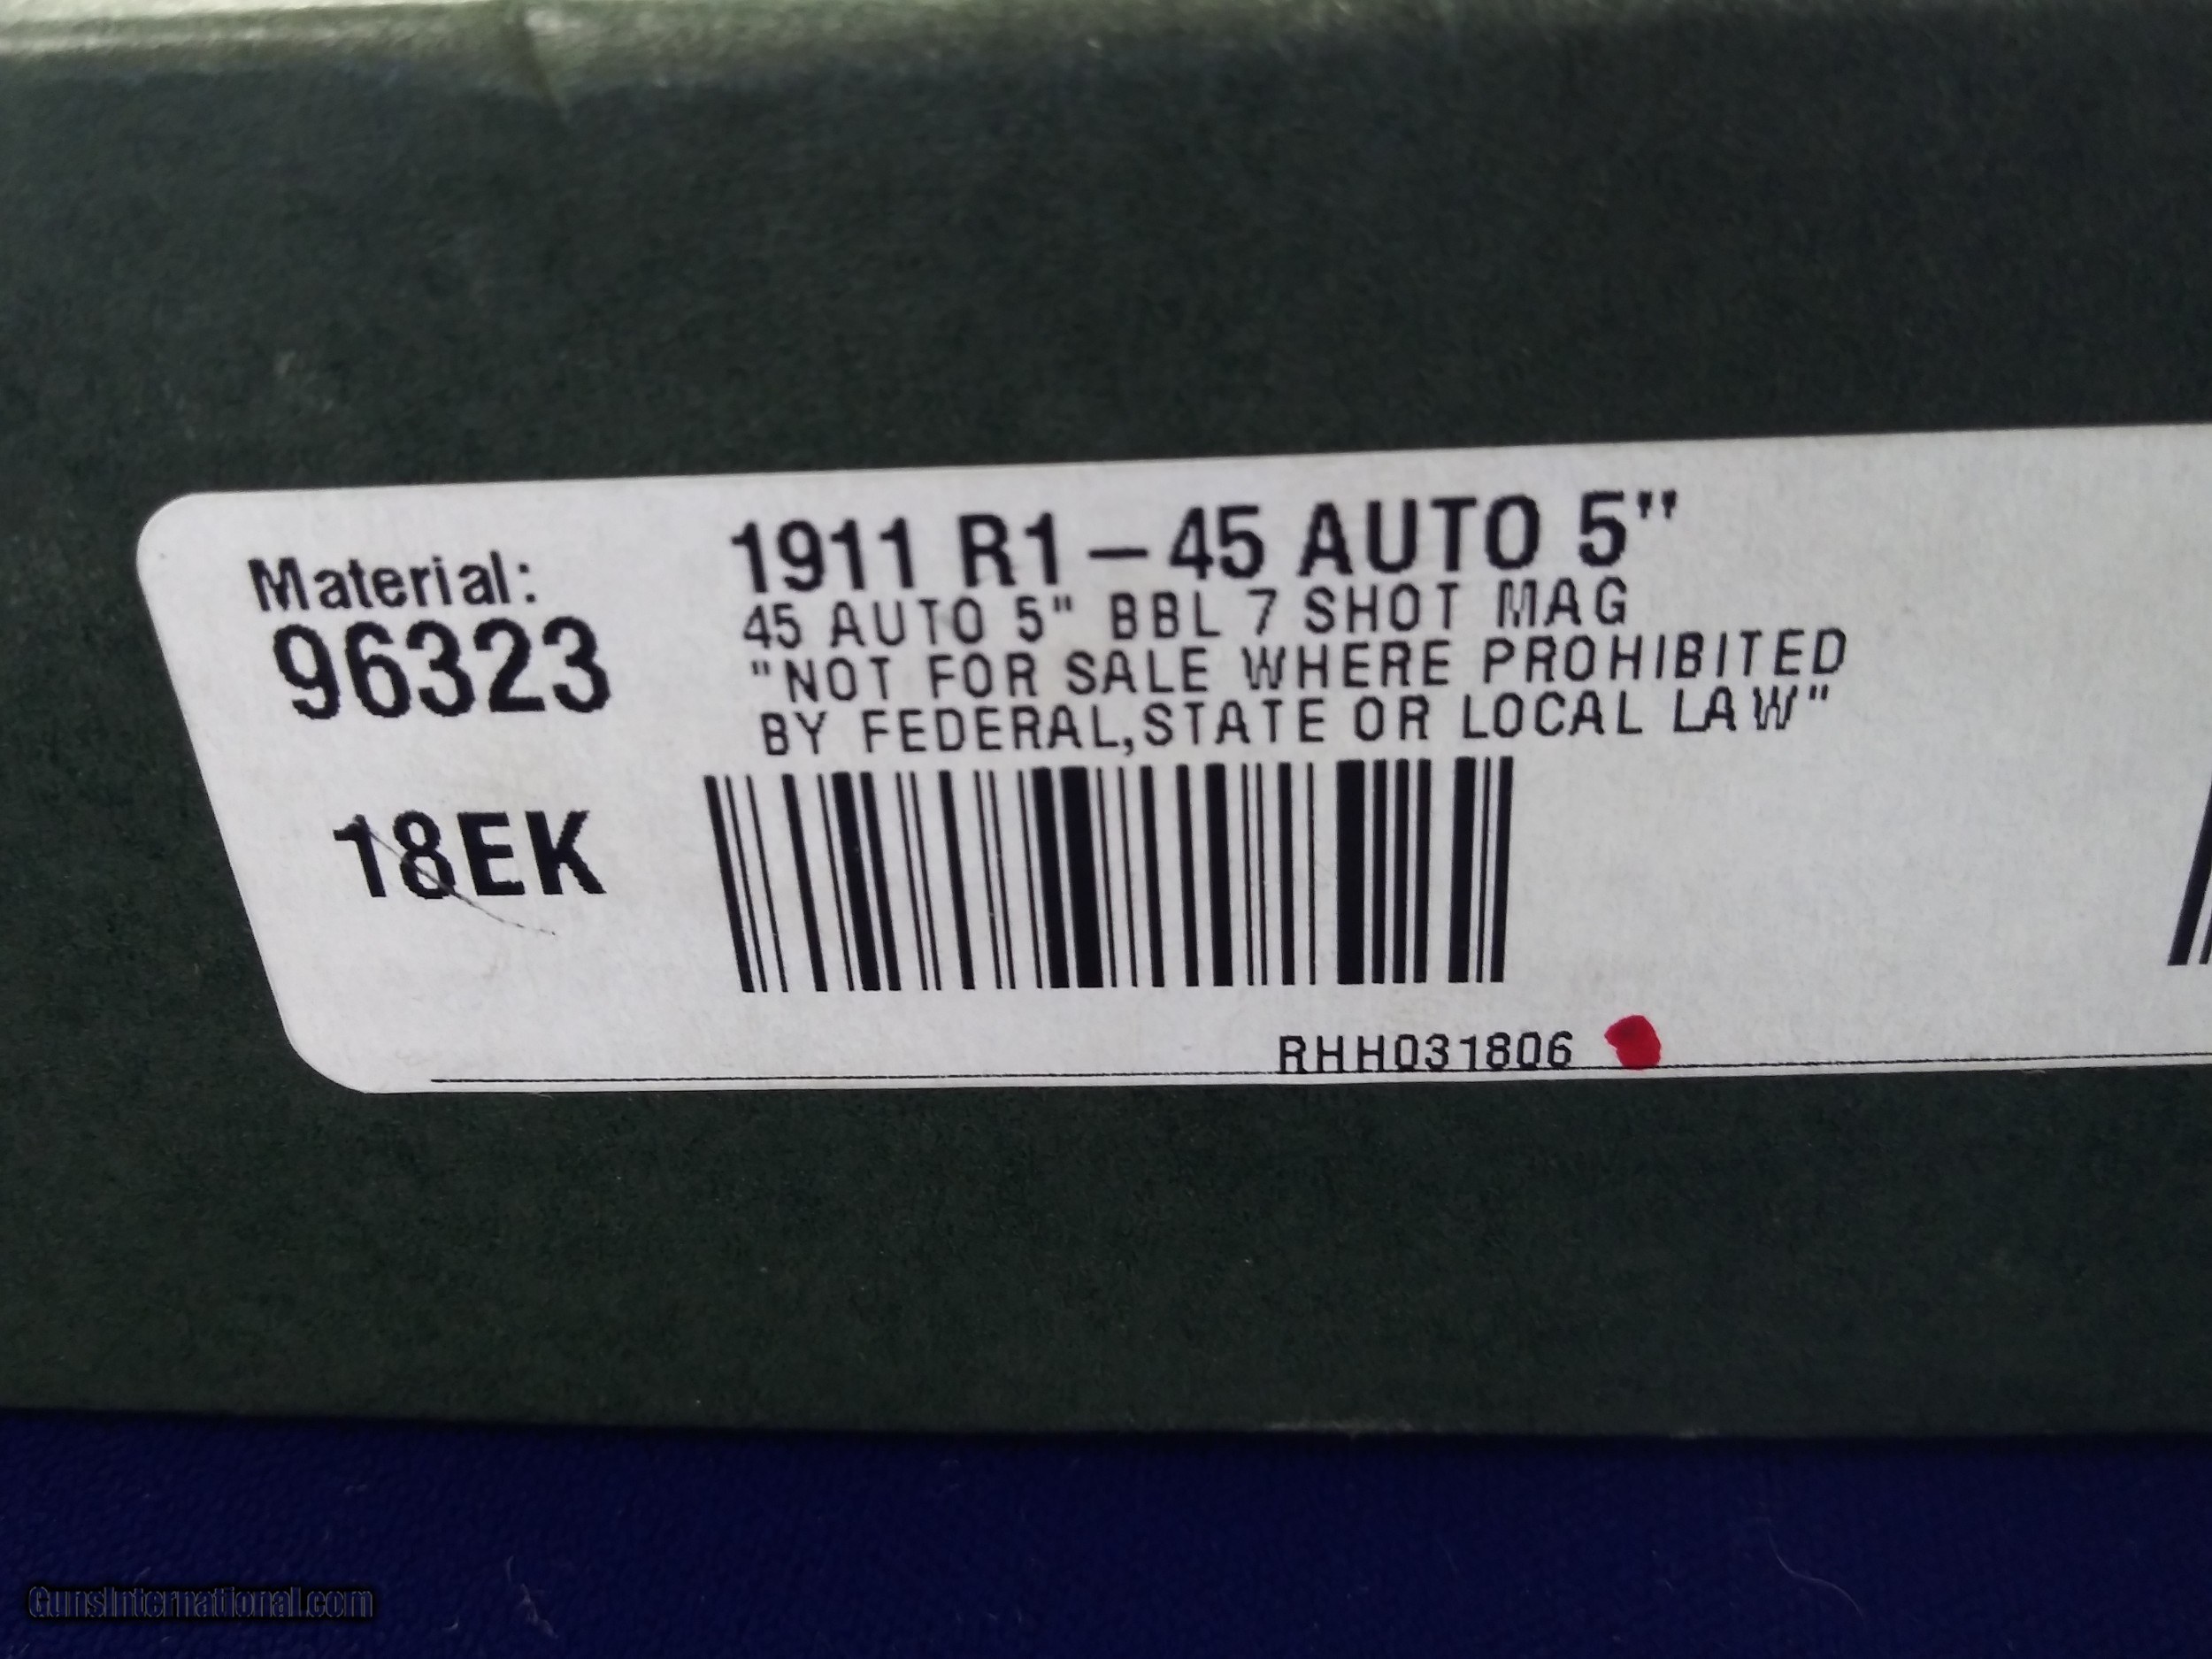 Material:
96323
18EK
1911 R1 – 45 AUTO 5"
45 AUTO 5" BBL 7 SHOT MAG
"NOT FOR SALE WHERE PROHIBITED
BY FEDERAL,STATE OR LOCAL LAW"
RHH031806
GunsInternational.com